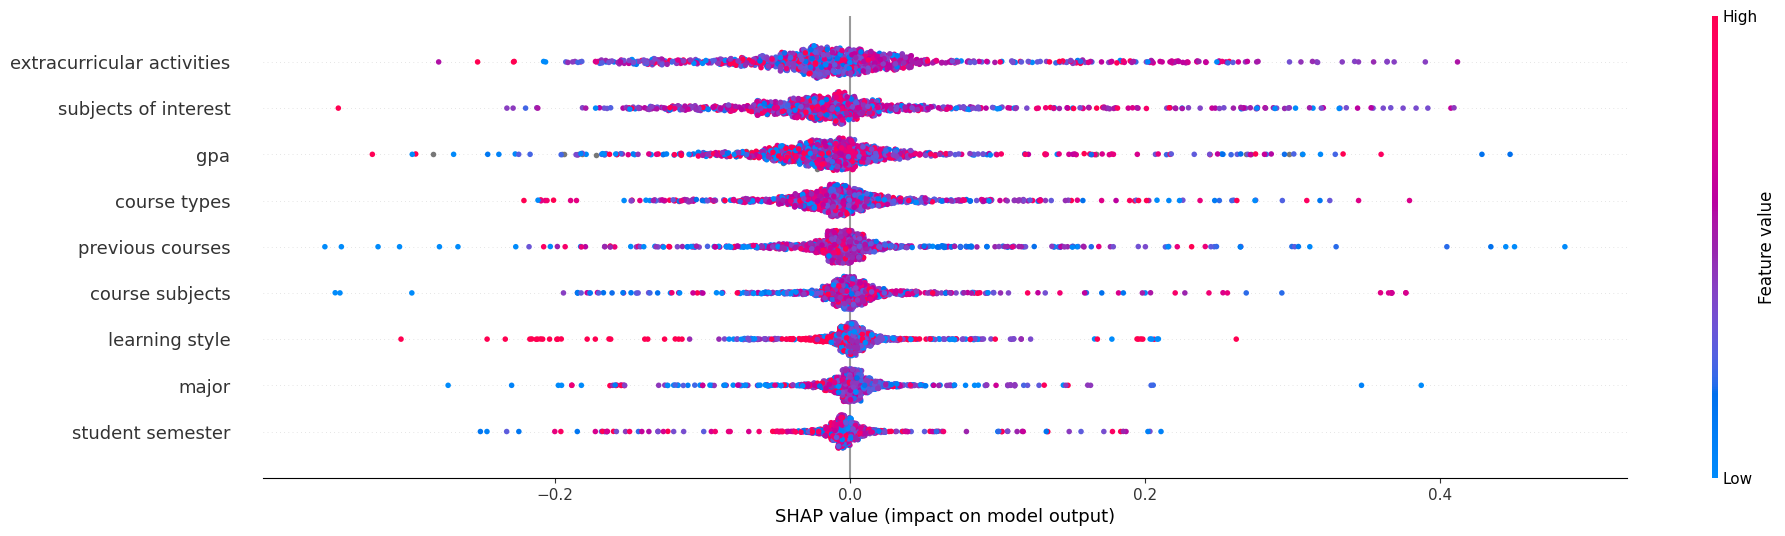 High
extracurricular activities
subjects of interest
gpa
course types
previous courses
course subjects
learning style
major
student semester
Feature value
Low
−0.2
0.0
0.2
0.4
SHAP value (impact on model output)